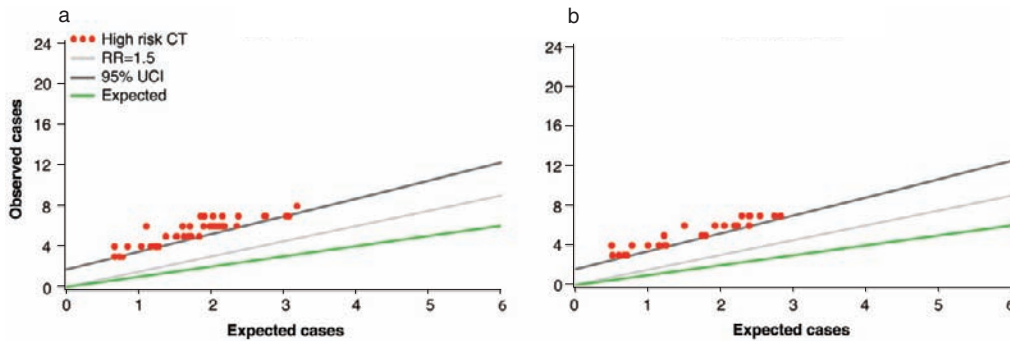 a
High risk CT
RR=1.5
95% UCI
Expected
24
20
16
12
8
4
0
Observed cases
0 1 2 3 4 5 6
Expected cases
b
24
20
16
12
8
4
0
0 1 2 3 4 5 6
Expected cases